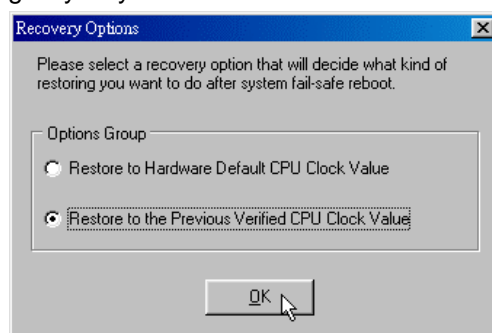 Recovery Options
Please select a recovery option that will decide what kind of
restoring you want to do after system fail-safe reboot.
Options Group
Restore to Hardware Default CPU Clock Value
Restore to the Previous Verified CPU Clock Value
OK